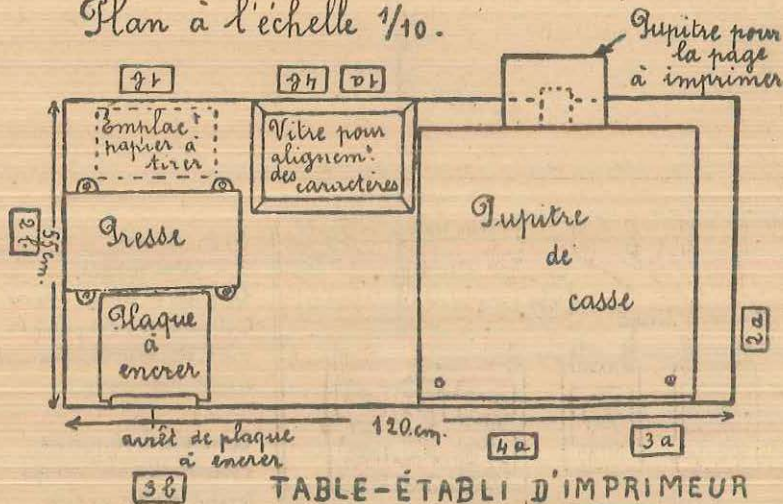 Plan à l'échelle 1/10.
Pupitre pour
la page
à imprimer
1b
4b
1a
Emplact
papier à
tirer
Vitre pour
alignemt
des caractères
2b
55cm.
Presse
Pupitre
de
casse
Plaque
à
encrer
2a
120.cm.
arrêt de plaque
à encrer
4a
3a
3b
TABLE-ÉTABLI D'IMPRIMEUR